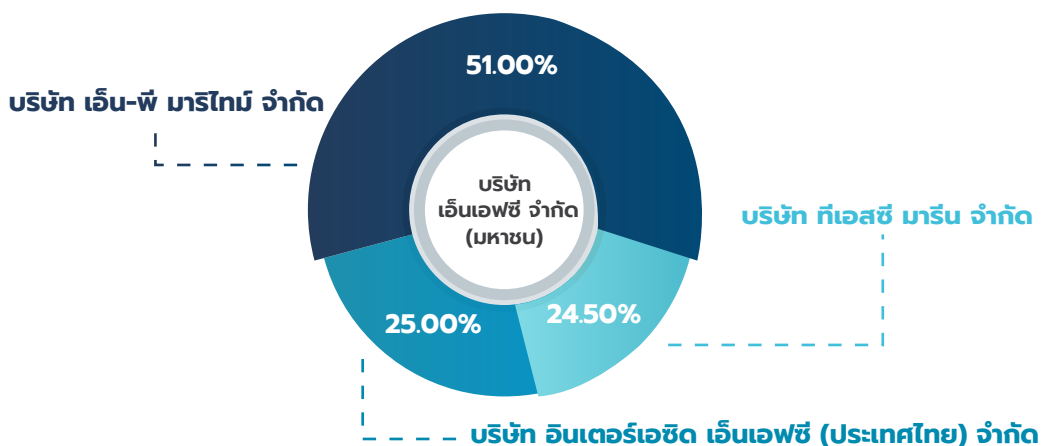 51.00%
บริษัท เอ็น-พี มาริไทม์ จำกัด
บริษัท
เอ็นเอฟซี จำกัด
(มหาชน)
บริษัท ทีเอสซี มารีน จำกัด
24.50%
25.00%
บริษัท อินเตอร์เอซิด เอ็นเอฟซี (ประเทศไทย) จำกัด